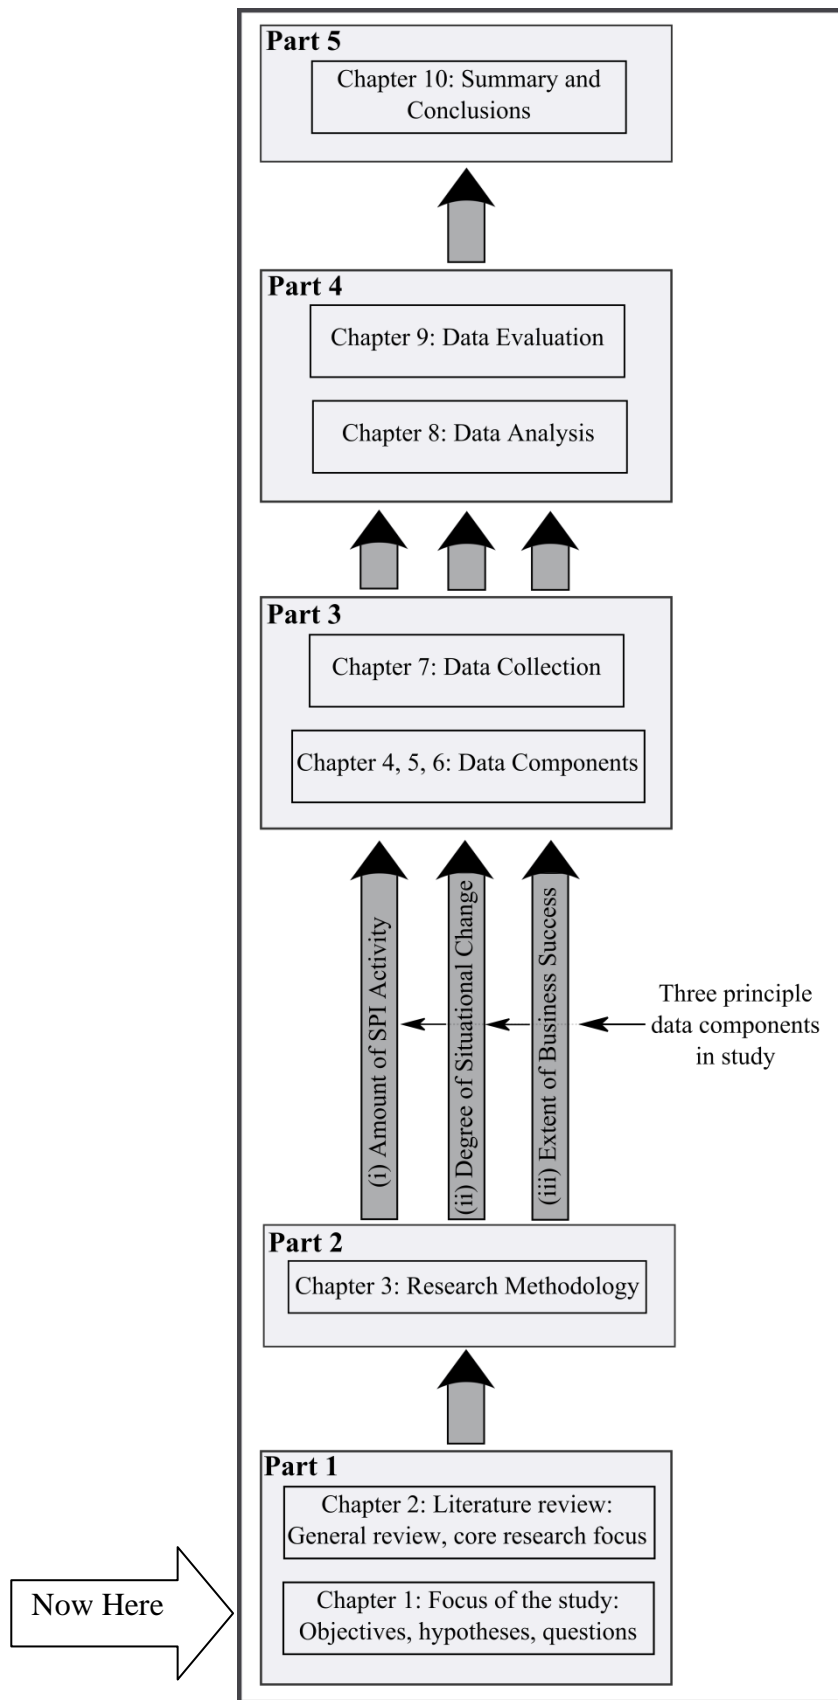 Part 5
Chapter 10: Summary and
Conclusions
Part 4
Chapter 9: Data Evaluation
Chapter 8: Data Analysis
Part 3
Chapter 7: Data Collection
Chapter 4, 5, 6: Data Components
(i) Amount of SPI Activity
(ii) Degree of Situational Change
(iii) Extent of Business Success
Three principle
data components
in study
Part 2
Chapter 3: Research Methodology
Part 1
Chapter 2: Literature review:
General review, core research focus
Now Here
Chapter 1: Focus of the study:
Objectives, hypotheses, questions